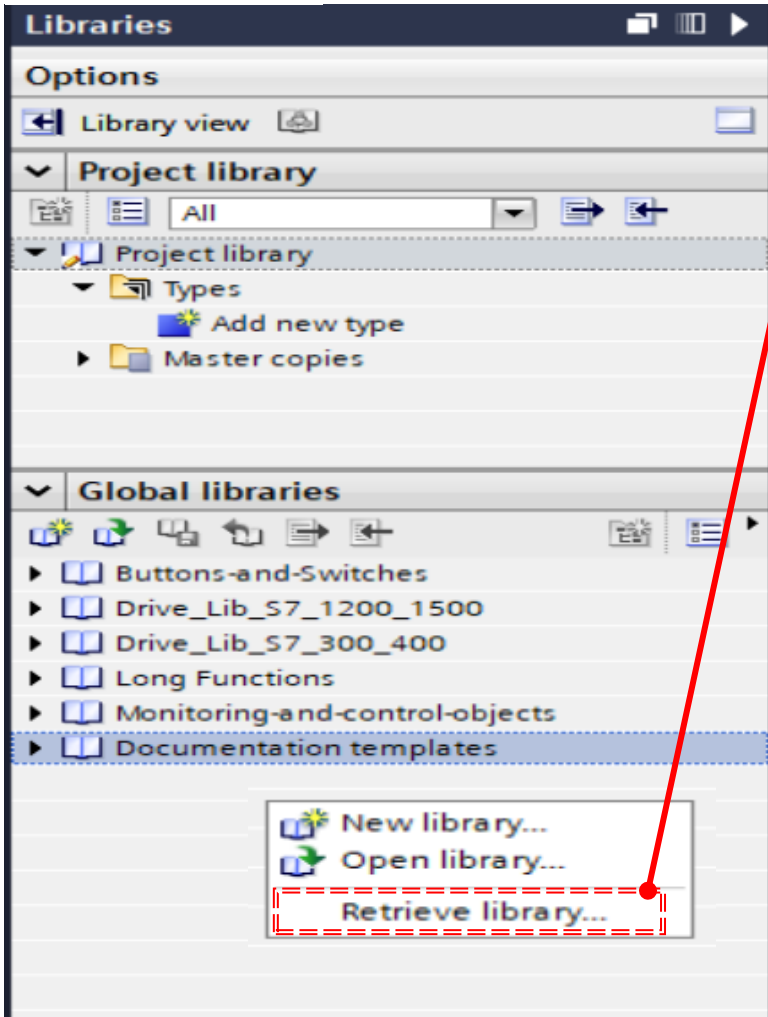 Libraries
Options
Library view
Project library
All
Project library
Types
Add new type
Master copies
Global libraries
Buttons-and-Switches
Drive_Lib_S7_1200_1500
Drive_Lib_S7_300_400
Long Functions
Monitoring-and-control-objects
Documentation templates
New library...
Open library...
Retrieve library...